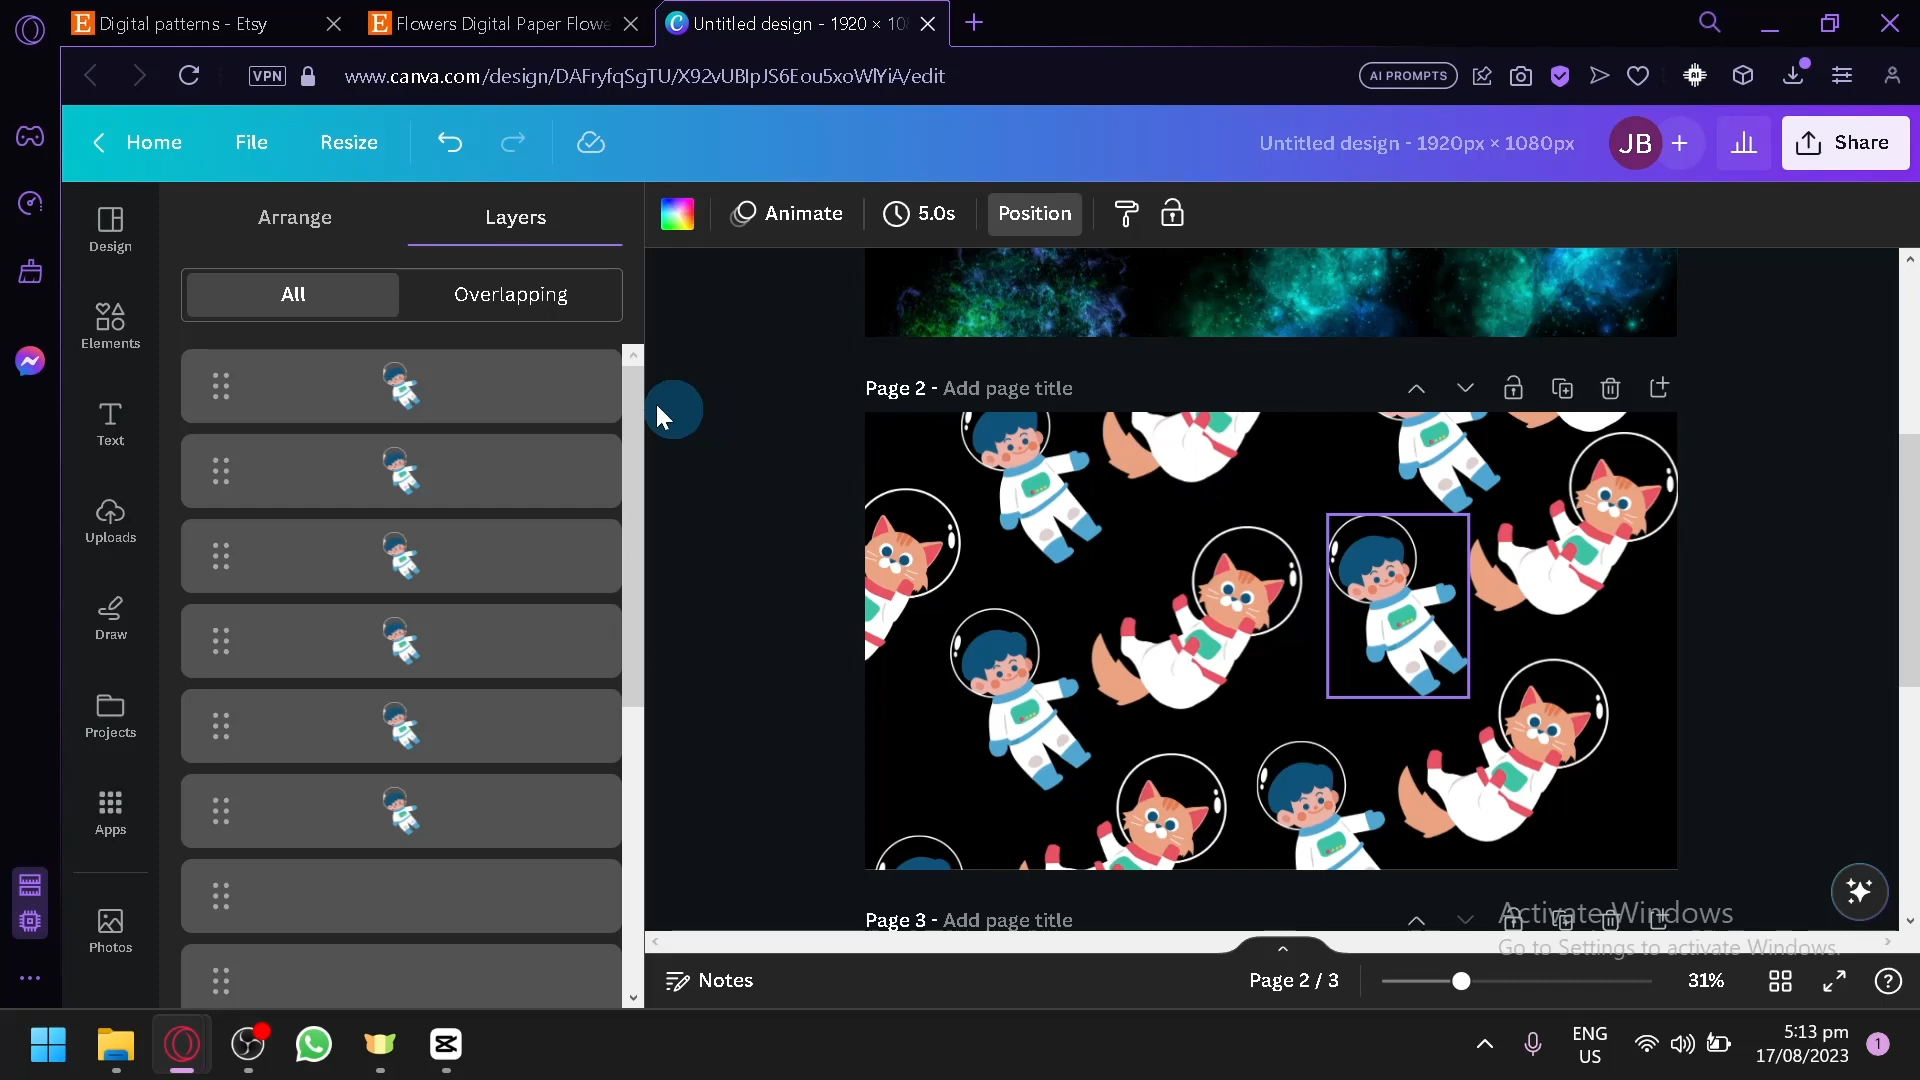 Digital patterns - Etsy
Flowers Digital Paper Flowe
Untitled design - 1920 × 10
VPN
www.canva.com/design/DAFryfqSgTU/X92vUBIpJS6Eou5xoWlYiA/edit
AI PROMPTS
Home
File
Resize
Untitled design - 1920px × 1080px
JB
Share
Design
Elements
Text
Uploads
Draw
Projects
Apps
Photos
Arrange
Layers
All
Overlapping
Animate
5.0s
Position
Page 2 - Add page title
Page 3 - Add page title
Activate Windows
Go to Settings to activate Windows.
Notes
Page 2 / 3
31%
ENG
US
5:13 pm
17/08/2023
1